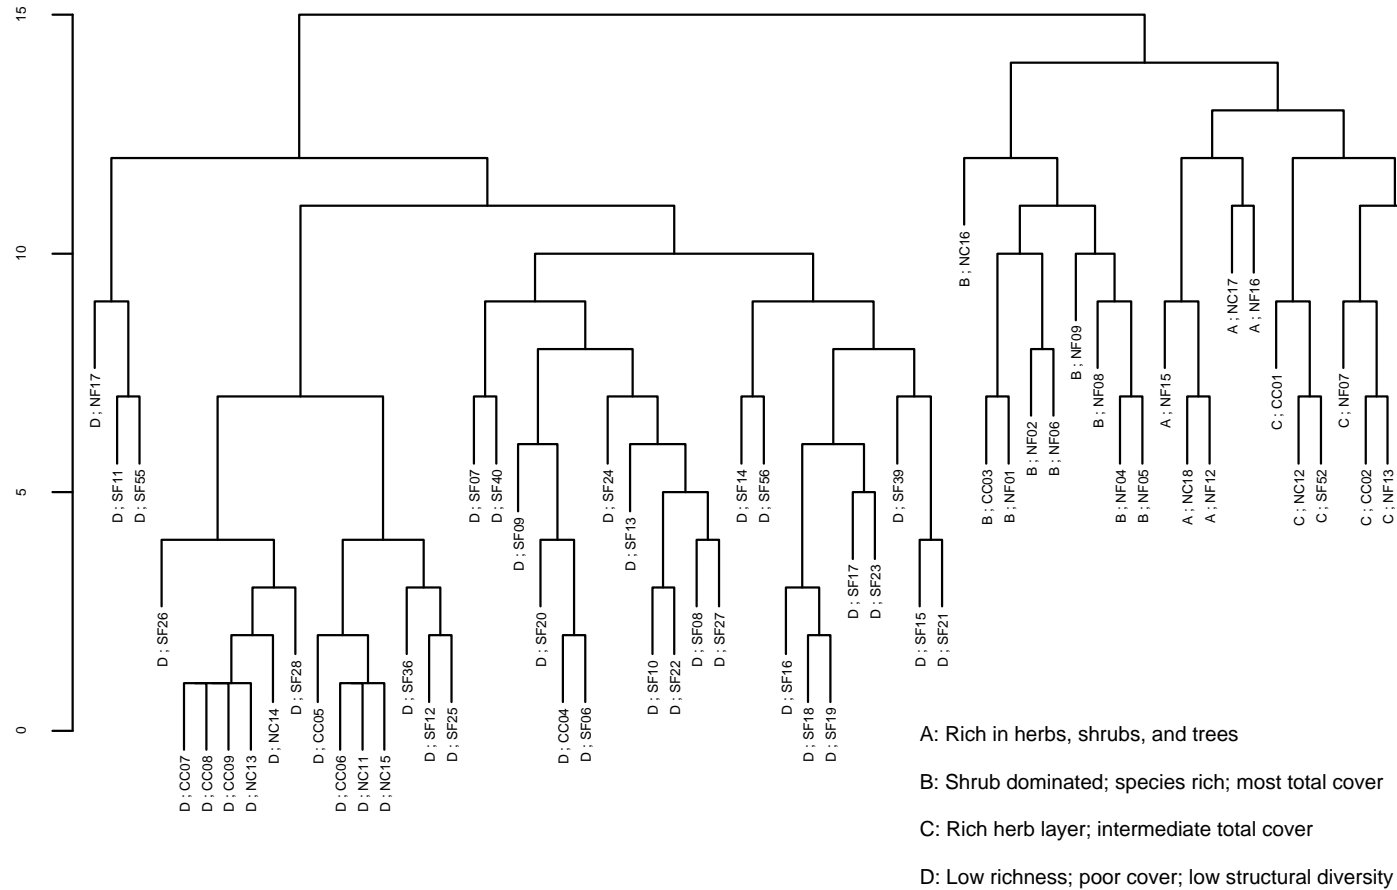 15
10
5
0
D ; NF17
D ; SF11
D ; SF55
D ; SF26
D ; CC07
D ; CC08
D ; CC09
D ; NC13
D ; NC14
D ; SF28
D ; CC05
D ; CC06
D ; NC11
D ; NC15
D ; SF36
D ; SF12
D ; SF25
D ; SF07
D ; SF40
D ; SF09
D ; SF20
D ; CC04
D ; SF06
D ; SF24
D ; SF13
D ; SF10
D ; SF22
D ; SF08
D ; SF27
D ; SF14
D ; SF56
D ; SF16
D ; SF18
D ; SF19
D ; SF17
D ; SF23
D ; SF39
D ; SF15
D ; SF21
B ; NC16
B ; CC03
B ; NF01
B ; NF02
B ; NF06
B ; NF09
B ; NF08
B ; NF04
B ; NF05
A ; NF15
A ; NC18
A ; NF12
A ; NC17
A ; NF16
C ; CC01
C ; NC12
C ; SF52
C ; NF07
C ; CC02
C ; NF13
A: Rich in herbs, shrubs, and trees
B: Shrub dominated; species rich; most total cover
C: Rich herb layer; intermediate total cover
D: Low richness; poor cover; low structural diversity